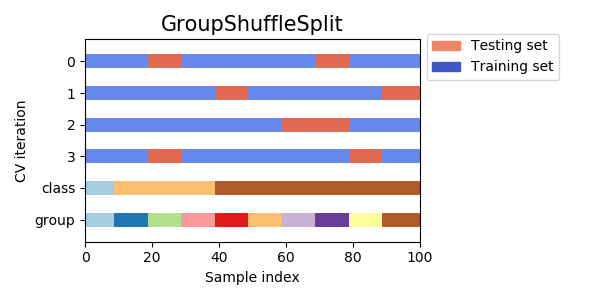 GroupShuffleSplit
Testing set
Training set
CV iteration
0
1
2
3
class
group
0 20 40 60 80 100
Sample index